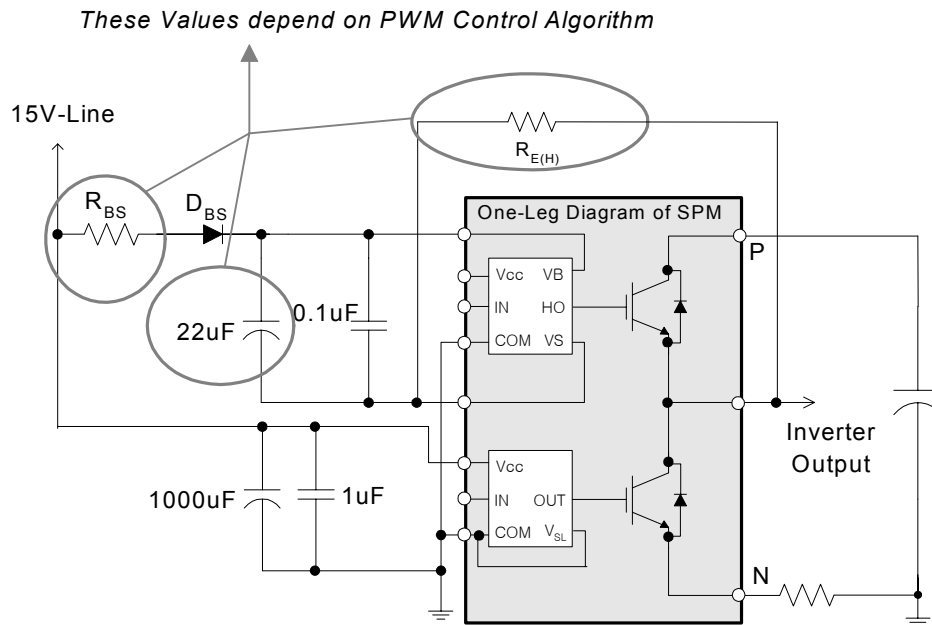 These Values depend on PWM Control Algorithm
15V-Line
R_E(H)
R_BS
D_BS
One-Leg Diagram of SPM
P
Vcc
VB
IN
HO
COM
VS
22uF
0.1uF
Inverter
Output
Vcc
IN
OUT
COM
V_SL
1000uF
1uF
N